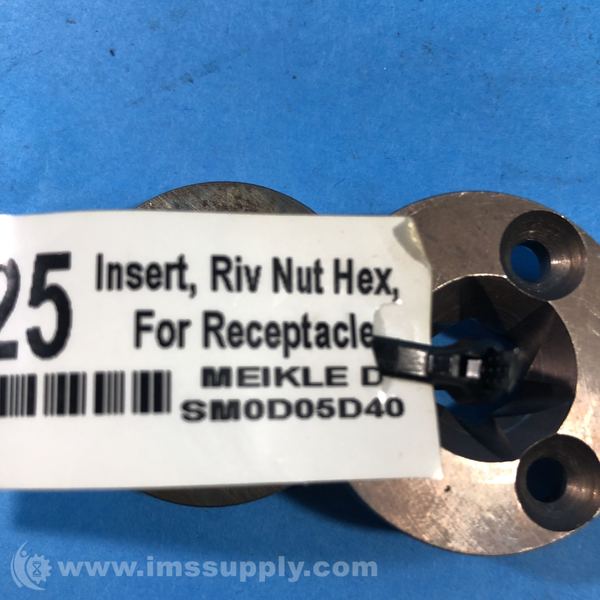 25
Insert, Riv Nut Hex,
For Receptacle
MEIKLE D
SM0D05D40
www.imssupply.com